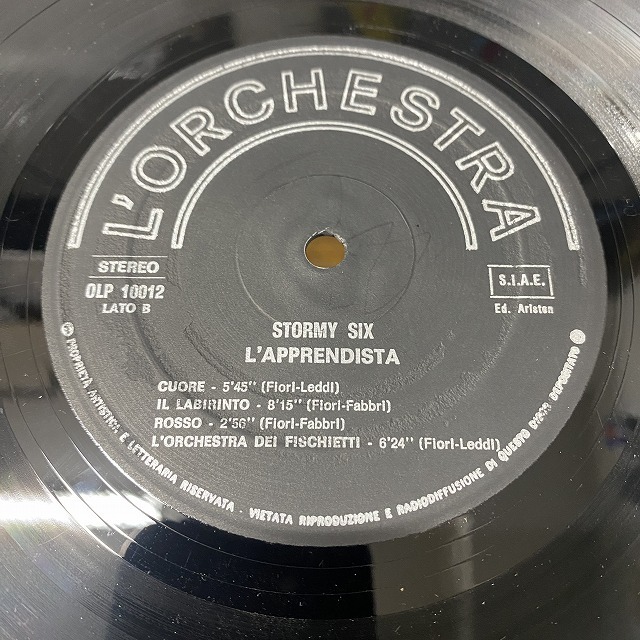 L'ORCHESTRA
STEREO
OLP 10012
LATO B
S.I.A.E.
Ed. Ariston
STORMY SIX
L'APPRENDISTA
CUORE - 5'45'' (Fiori-Leddi)
IL LABIRINTO - 8'15'' (Fiori-Fabbri)
ROSSO - 2'56'' (Fiori-Fabbri)
L'ORCHESTRA DEI FISCHIETTI - 6'24'' (Fiori-Leddi)
PROPRIETÀ ARTISTICA E LETTERARIA RISERVATA - VIETATA RIPRODUZIONE E RADIODIFFUSIONE DI QUESTO DISCO DEPOSITATO